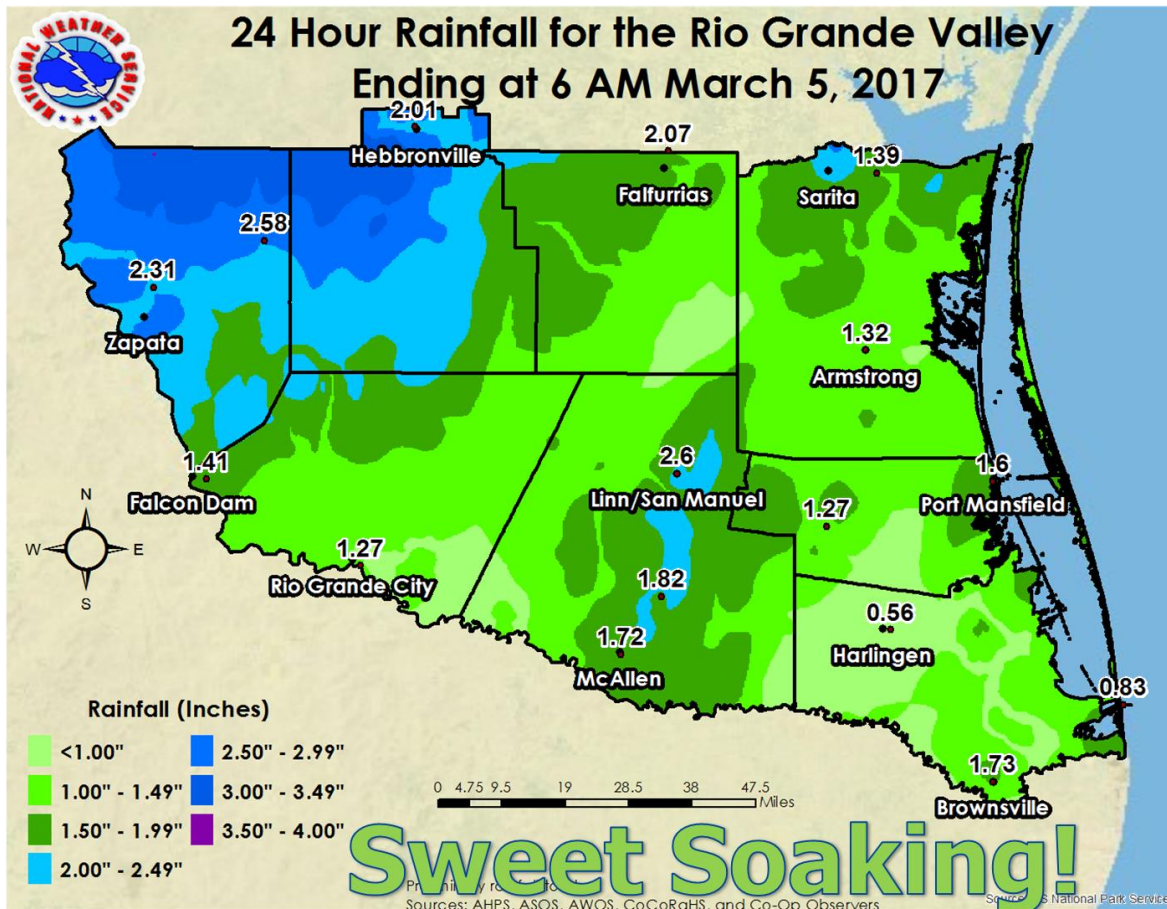 NATIONAL WEATHER SERVICE
24 Hour Rainfall for the Rio Grande Valley
Ending at 6 AM March 5, 2017
2.01
Hebbronville
2.07
Falfurrias
1.39
Sarita
2.58
2.31
Zapata
1.32
Armstrong
1.41
Falcon Dam
2.6
Linn/San Manuel
1.6
Port Mansfield
1.27
N
W E
S
1.27
Rio Grande City
1.82
1.72
McAllen
0.56
Harlingen
0.83
1.73
Brownsville
Rainfall (Inches)
<1.00" 2.50" - 2.99"
1.00" - 1.49" 3.00" - 3.49"
1.50" - 1.99" 3.50" - 4.00"
2.00" - 2.49"
0 4.75 9.5 19 28.5 38 47.5
Miles
Sweet Soaking!
Sources: AHPS, ASOS, AWOS, CoCoRaHS, and Co-Op Observers
National Park Service